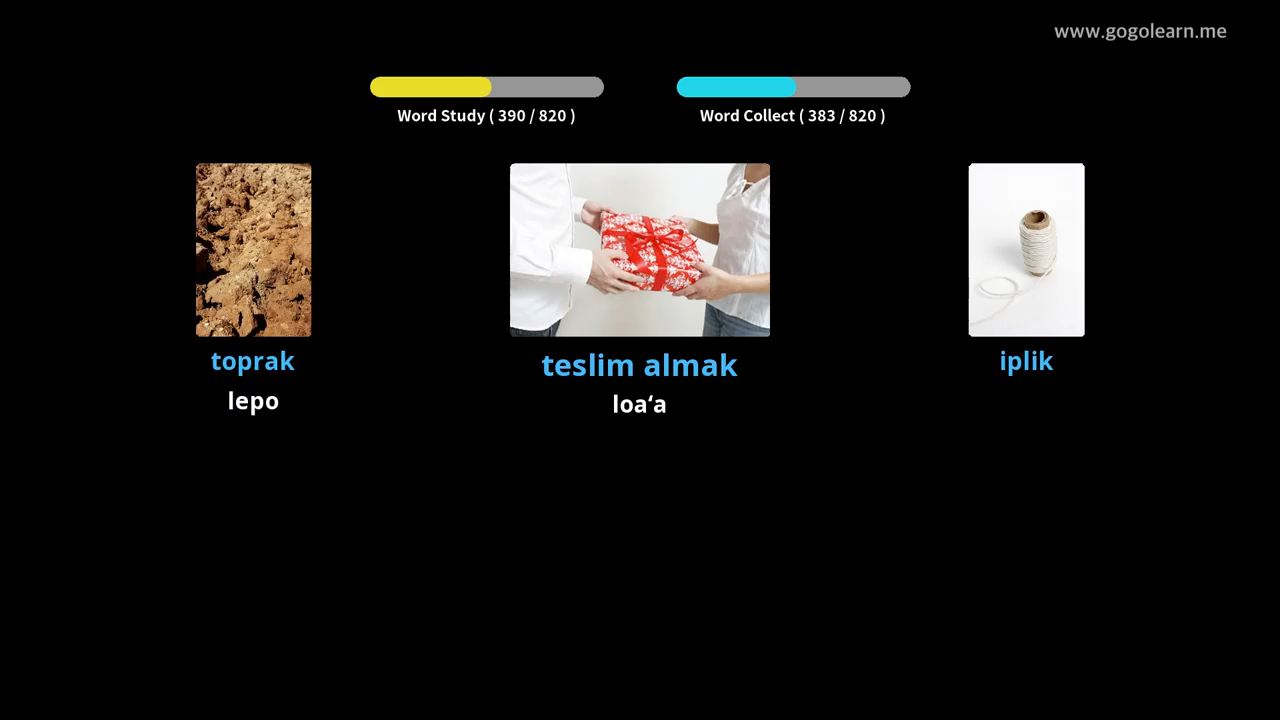 www.gogolearn.me
Word Study ( 390 / 820 )
Word Collect ( 383 / 820 )
toprak
lepo
teslim almak
loaʻa
iplik